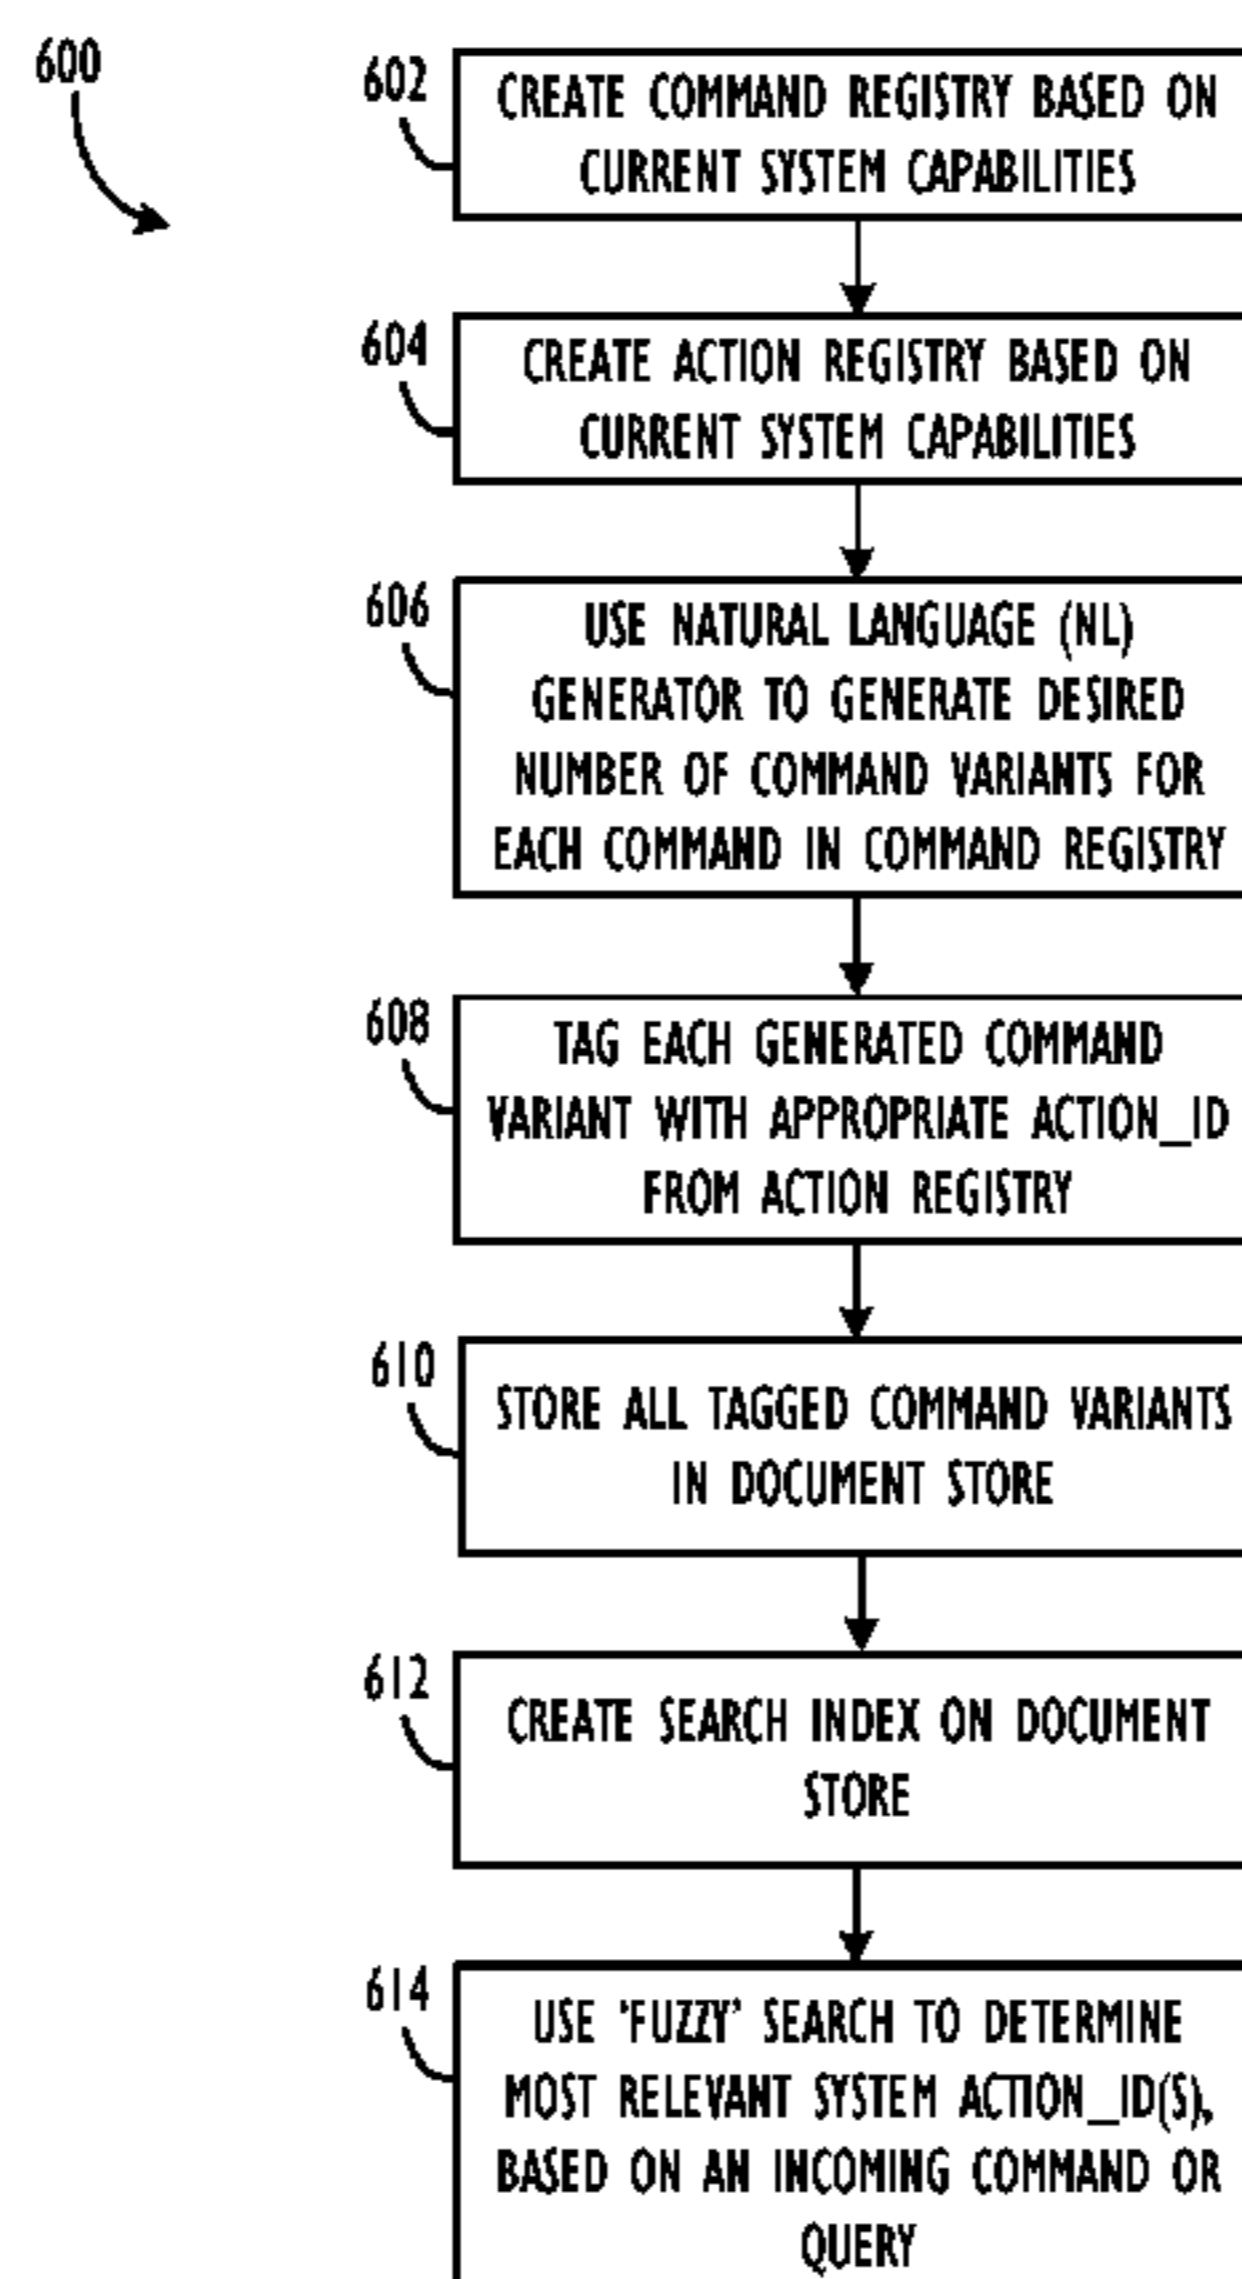 600
602
CREATE COMMAND REGISTRY BASED ON
CURRENT SYSTEM CAPABILITIES
604
CREATE ACTION REGISTRY BASED ON
CURRENT SYSTEM CAPABILITIES
606
USE NATURAL LANGUAGE (NL)
GENERATOR TO GENERATE DESIRED
NUMBER OF COMMAND VARIANTS FOR
EACH COMMAND IN COMMAND REGISTRY
608
TAG EACH GENERATED COMMAND
VARIANT WITH APPROPRIATE ACTION_ID
FROM ACTION REGISTRY
610
STORE ALL TAGGED COMMAND VARIANTS
IN DOCUMENT STORE
612
CREATE SEARCH INDEX ON DOCUMENT
STORE
614
USE ‘FUZZY’ SEARCH TO DETERMINE
MOST RELEVANT SYSTEM ACTION_ID(S),
BASED ON AN INCOMING COMMAND OR
QUERY